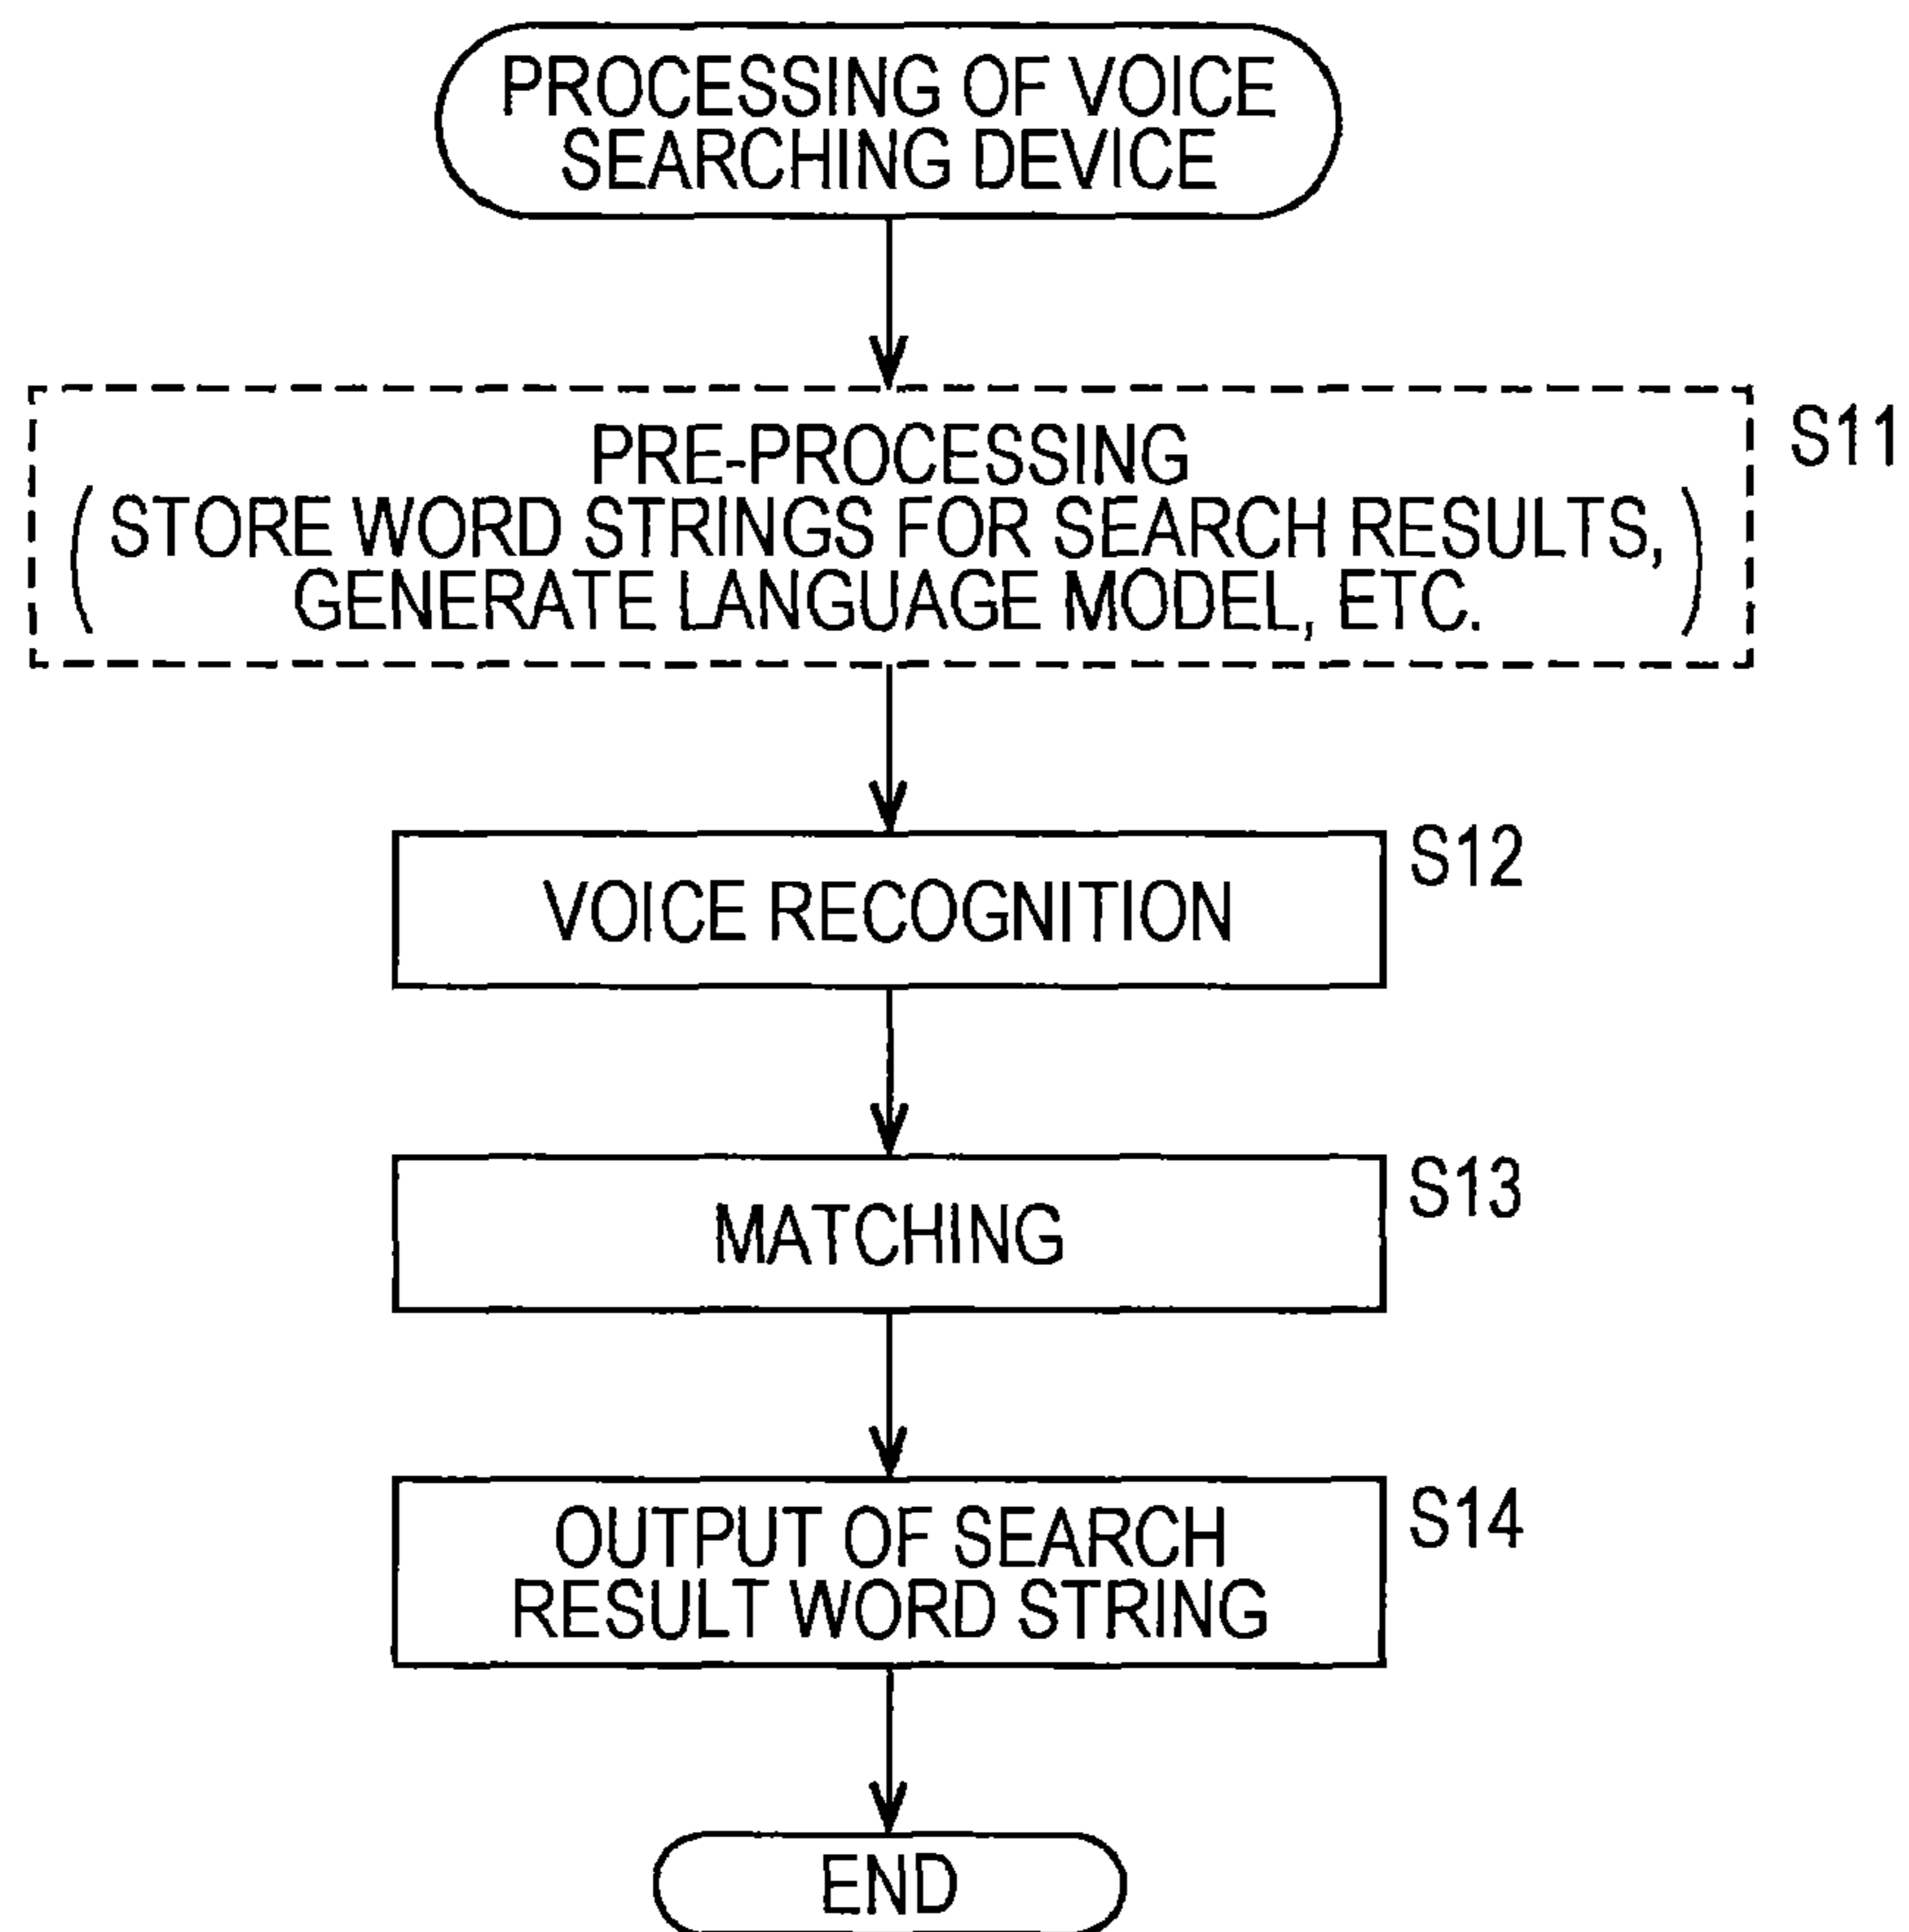 PROCESSING OF VOICE
SEARCHING DEVICE
PRE-PROCESSING
S11
(STORE WORD STRINGS FOR SEARCH RESULTS,
GENERATE LANGUAGE MODEL, ETC.)
S12
VOICE RECOGNITION
S13
MATCHING
S14
OUTPUT OF SEARCH
RESULT WORD STRING
END